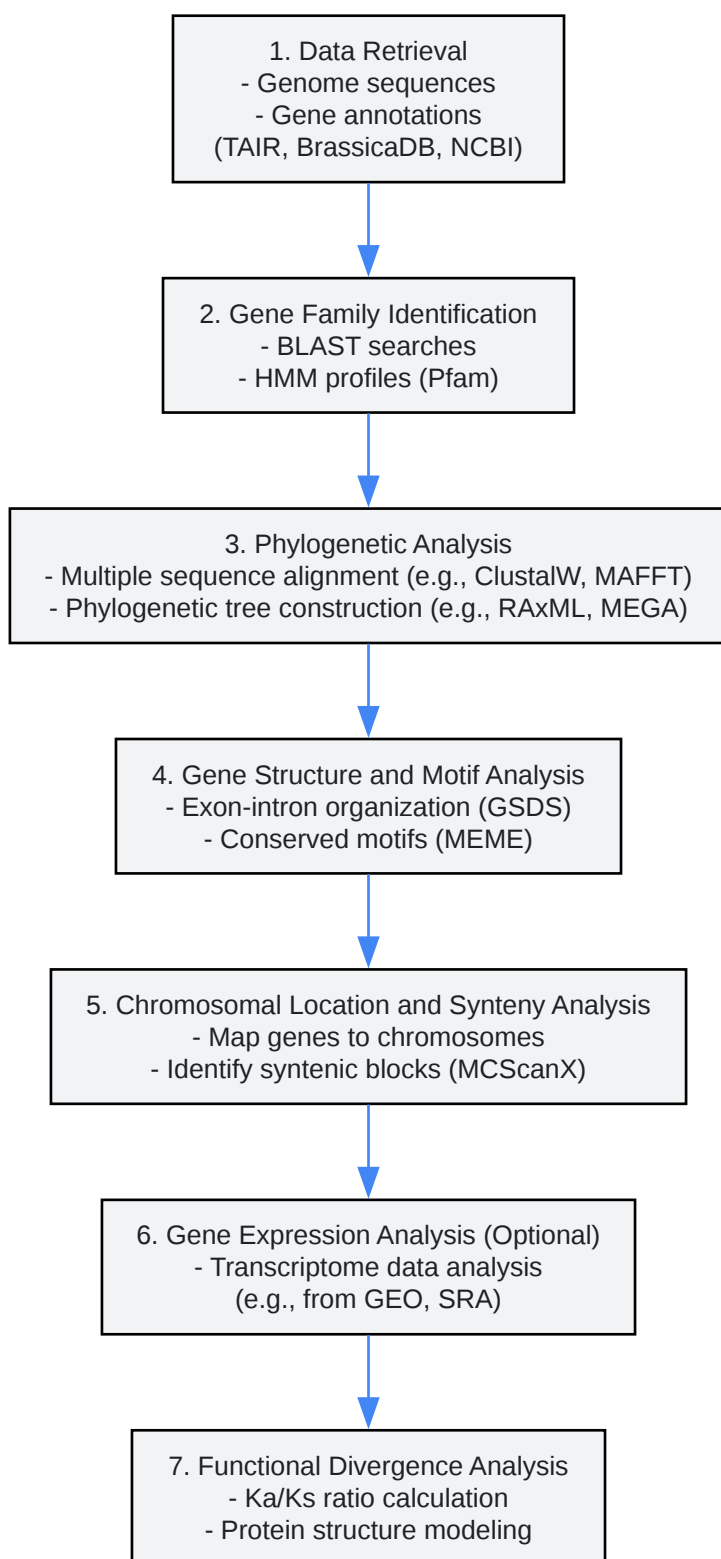 1. Data Retrieval
- Genome sequences
- Gene annotations
(TAIR, BrassicaDB, NCBI)
2. Gene Family Identification
- BLAST searches
- HMM profiles (Pfam)
3. Phylogenetic Analysis
- Multiple sequence alignment (e.g., ClustalW, MAFFT)
- Phylogenetic tree construction (e.g., RAxML, MEGA)
4. Gene Structure and Motif Analysis
- Exon-intron organization (GSDS)
- Conserved motifs (MEME)
5. Chromosomal Location and Synteny Analysis
- Map genes to chromosomes
- Identify syntenic blocks (MCScanX)
6. Gene Expression Analysis (Optional)
- Transcriptome data analysis
(e.g., from GEO, SRA)
7. Functional Divergence Analysis
- Ka/Ks ratio calculation
- Protein structure modeling